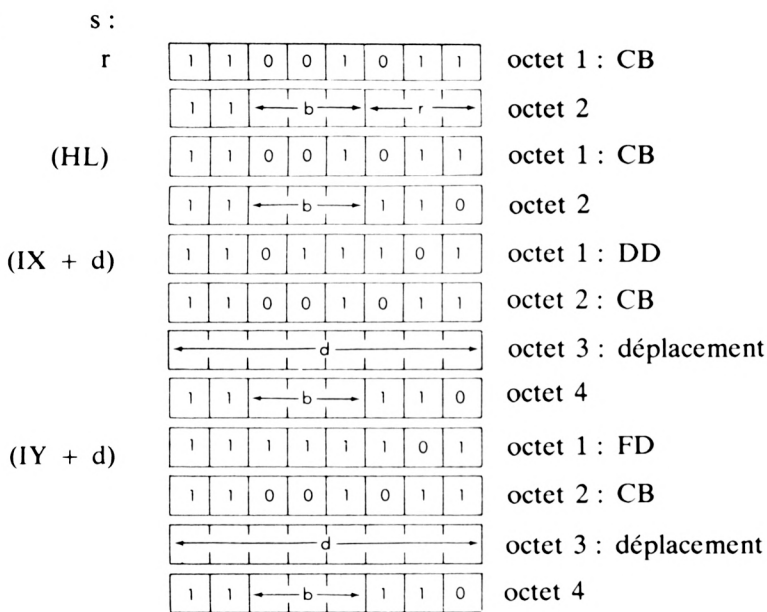 s :
r 1 1 0 0 1 0 1 1 octet 1 : CB
1 1 b r octet 2
(HL) 1 1 0 0 1 0 1 1 octet 1 : CB
1 1 b 1 1 0 octet 2
(IX + d) 1 1 0 1 1 1 0 1 octet 1 : DD
1 1 0 0 1 0 1 1 octet 2 : CB
d octet 3 : déplacement
1 1 b 1 1 0 octet 4
(IY + d) 1 1 1 1 1 1 0 1 octet 1 : FD
1 1 0 0 1 0 1 1 octet 2 : CB
d octet 3 : déplacement
1 1 b 1 1 0 octet 4